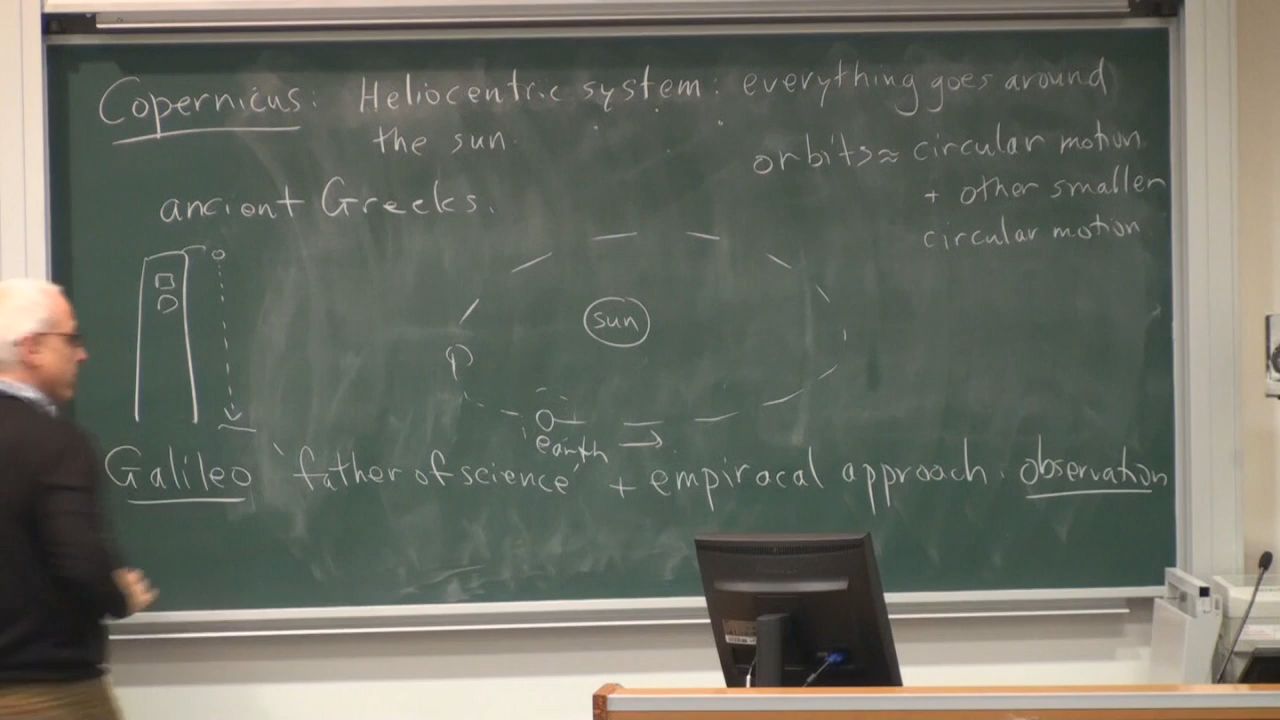 Copernicus: Heliocentric system: everything goes around
the sun.
orbits ≈ circular motion
+ other smaller
circular motion
anciont Greeks.
sun
earth
Galileo 'father of science' + empiracal approach. observation